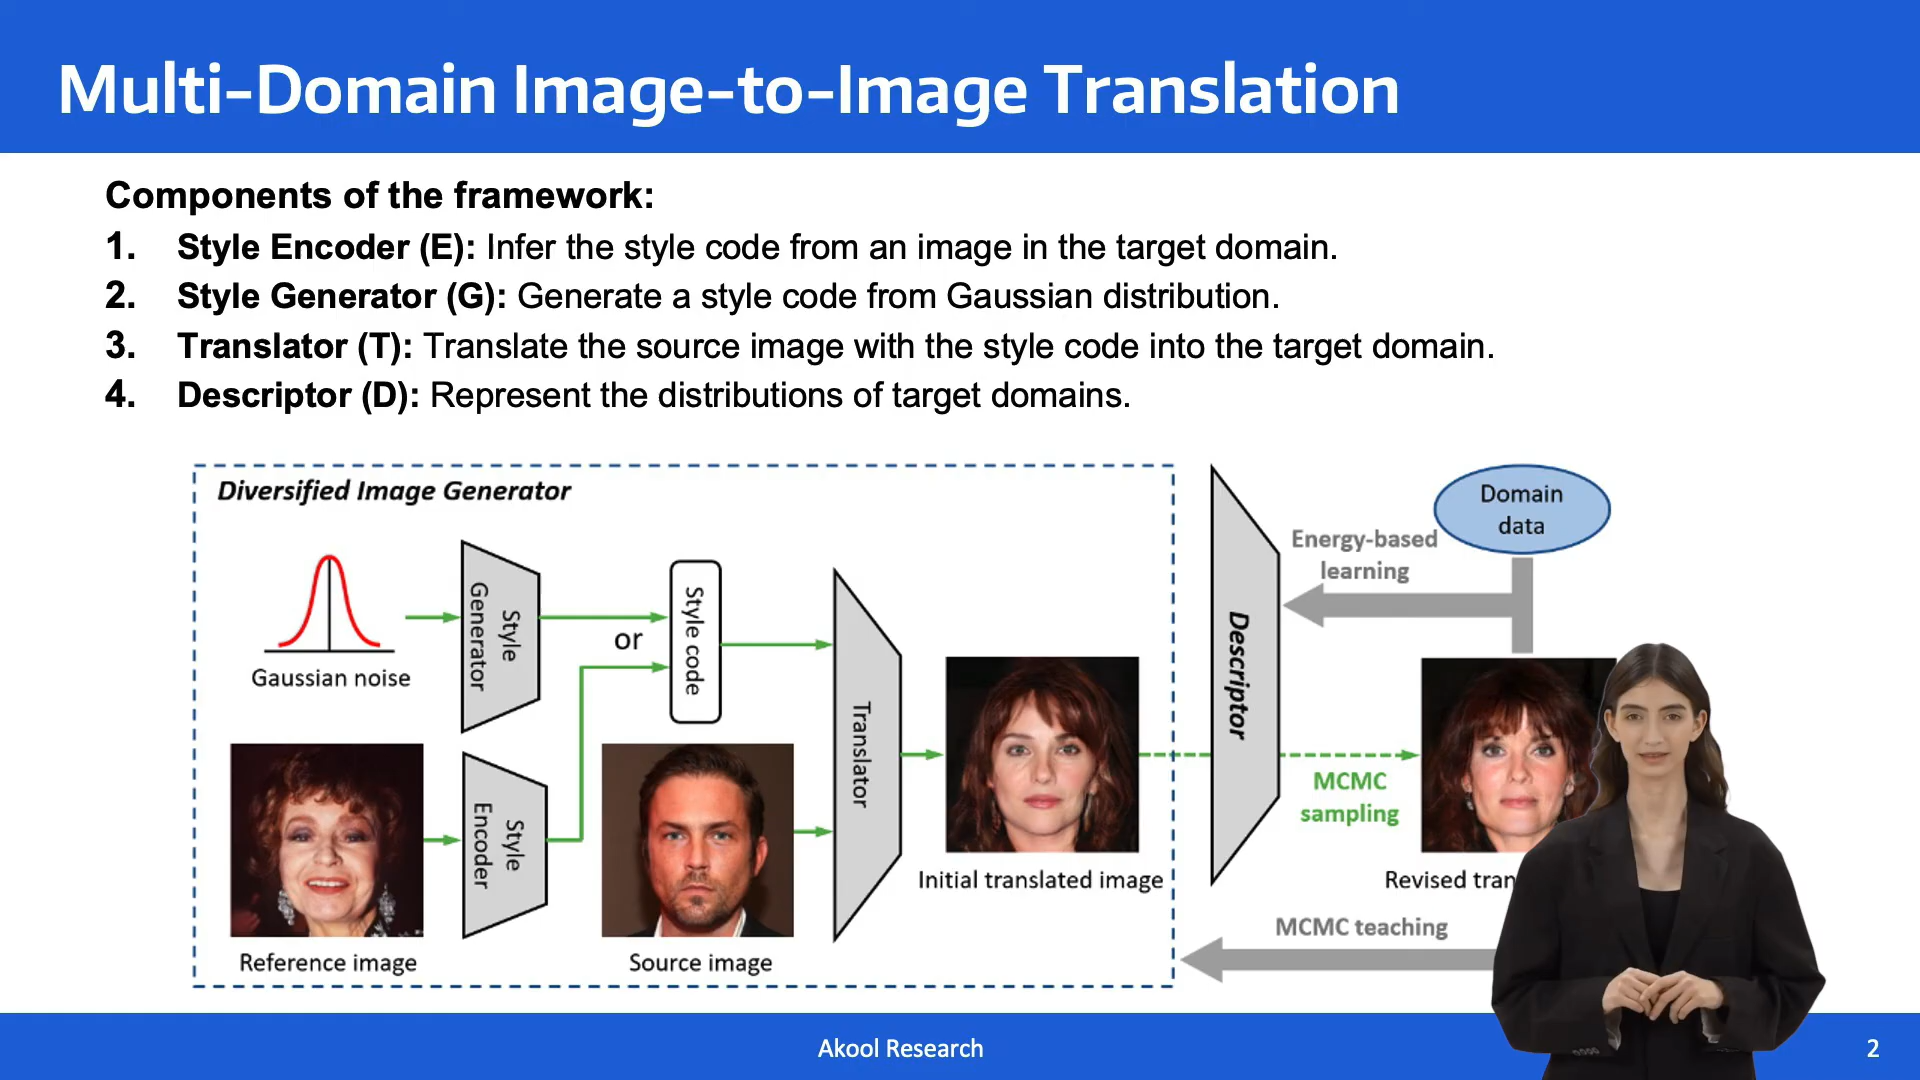 Multi-Domain Image-to-Image Translation
Components of the framework:
1. Style Encoder (E): Infer the style code from an image in the target domain.
2. Style Generator (G): Generate a style code from Gaussian distribution.
3. Translator (T): Translate the source image with the style code into the target domain.
4. Descriptor (D): Represent the distributions of target domains.
Diversified Image Generator
Gaussian noise
Style
Generator
or
Style code
Reference image
Style
Encoder
Source image
Translator
Initial translated image
Descriptor
Domain
data
Energy-based
learning
MCMC
sampling
Revised
MCMC teaching
Akool Research
2